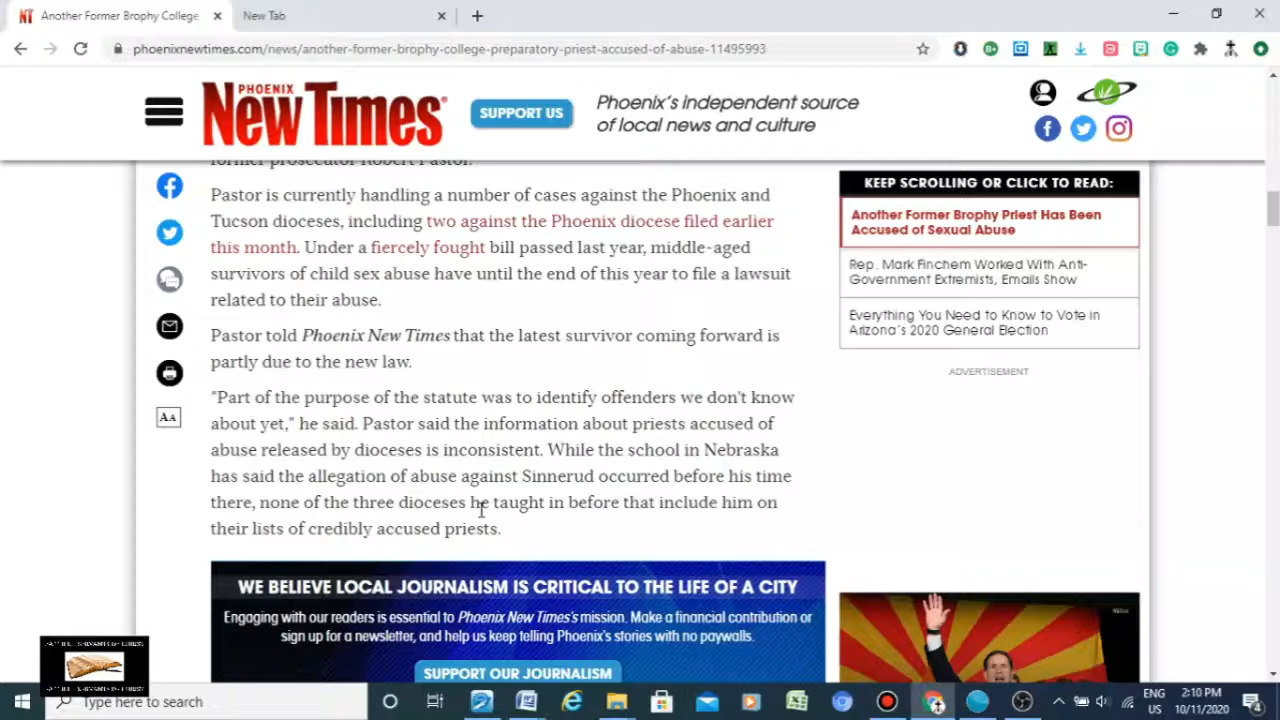 Another Former Brophy College
New Tab
phoenixnewtimes.com/news/another-former-brophy-college-preparatory-priest-accused-of-abuse-11495993
PHOENIX
New Times
SUPPORT US
Phoenix's independent source
of local news and culture
former prosecutor Robert Pastor.
Pastor is currently handling a number of cases against the Phoenix and
Tucson dioceses, including two against the Phoenix diocese filed earlier
this month. Under a fiercely fought bill passed last year, middle-aged
survivors of child sex abuse have until the end of this year to file a lawsuit
related to their abuse.
Pastor told Phoenix New Times that the latest survivor coming forward is
partly due to the new law.
"Part of the purpose of the statute was to identify offenders we don't know
about yet," he said. Pastor said the information about priests accused of
abuse released by dioceses is inconsistent. While the school in Nebraska
has said the allegation of abuse against Sinnerud occurred before his time
there, none of the three dioceses he taught in before that include him on
their lists of credibly accused priests.
AA
WE BELIEVE LOCAL JOURNALISM IS CRITICAL TO THE LIFE OF A CITY
Engaging with our readers is essential to Phoenix New Times's mission. Make a financial contribution or
sign up for a newsletter, and help us keep telling Phoenix's stories with no paywalls.
SUPPORT OUR JOURNALISM
KEEP SCROLLING OR CLICK TO READ:
Another Former Brophy Priest Has Been
Accused of Sexual Abuse
Rep. Mark Finchem Worked With Anti-
Government Extremists, Emails Show
Everything You Need to Know to Vote in
Arizona's 2020 General Election
ADVERTISEMENT
Type here to search
ENG
US
2:10 PM
10/11/2020
4